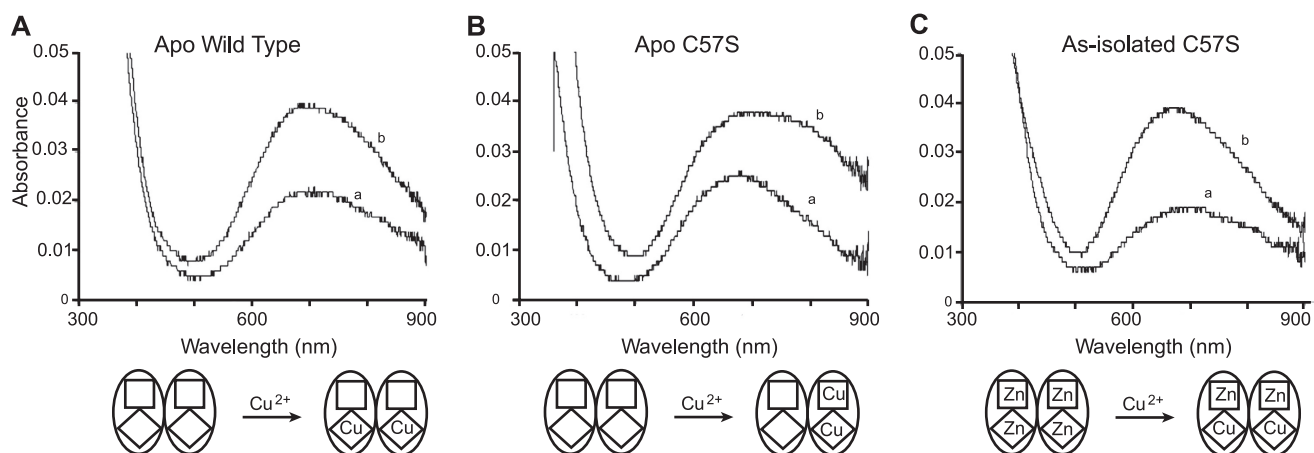 A
Apo Wild Type
Absorbance
0.05
0.04
0.03
0.02
0.01
0
b
a
300
600
900
Wavelength (nm)
Cu2+
Cu
Cu
B
Apo C57S
0.05
0.04
0.03
0.02
0.01
0
b
a
300
600
900
Wavelength (nm)
Cu2+
Cu
Cu
C
As-isolated C57S
0.05
0.04
0.03
0.02
0.01
0
b
a
300
600
900
Wavelength (nm)
Zn Zn
Zn Zn
Cu2+
Zn Zn
Cu Cu